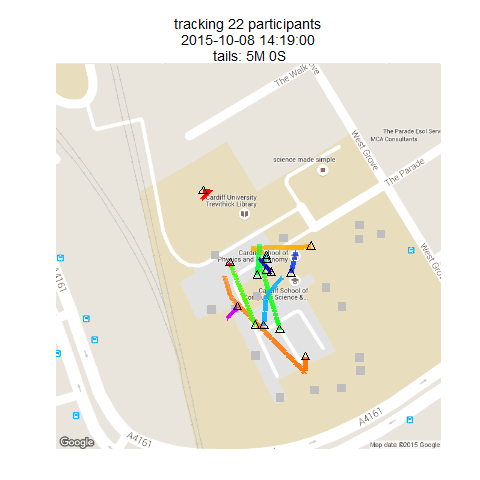 tracking 22 participants
2015-10-08 14:19:00
tails: 5M 0S
The Walk
Grove
West Grove
The Parade Esol Serv
MCA Consultants
science made simple
The Parade
Cardiff University
Trevithick Library
West Grove
Cardiff School of
Physics and
Cardiff School of
Computer Science &...
A4161
A4161
A4161
Google
Map data ©2015 Google